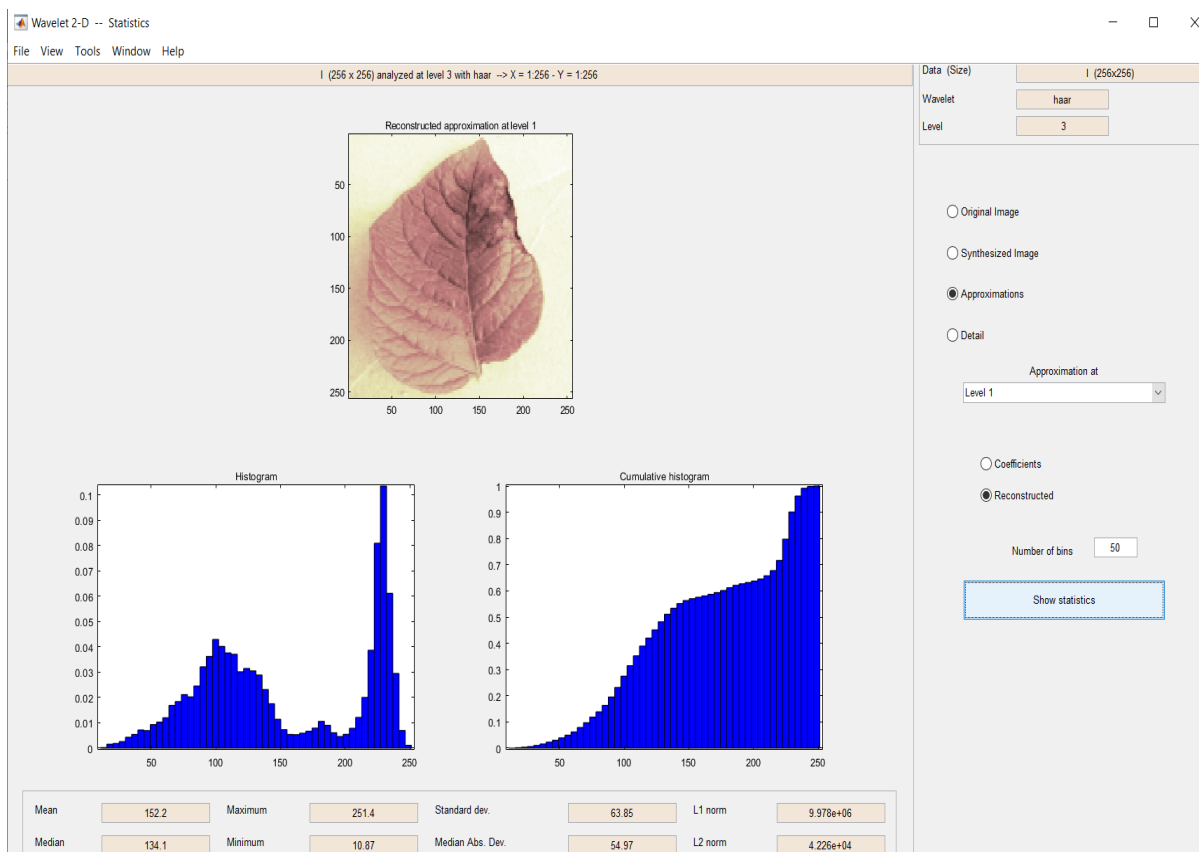 Wavelet 2-D -- Statistics
File View Tools Window Help
I (256 x 256) analyzed at level 3 with haar --> X = 1:256 - Y = 1:256
Data (Size) I (256x256)
Wavelet haar
Level 3
Reconstructed approximation at level 1
50
100
150
200
250
50 100 150 200 250
Original Image
Synthesized Image
Approximations
Detail
Approximation at
Level 1
Coefficients
Reconstructed
Number of bins 50
Show statistics
Histogram
0.1
0.09
0.08
0.07
0.06
0.05
0.04
0.03
0.02
0.01
0
50 100 150 200 250
Cumulative histogram
1
0.9
0.8
0.7
0.6
0.5
0.4
0.3
0.2
0.1
0
50 100 150 200 250
Mean 152.2 Maximum 251.4 Standard dev. 63.85 L1 norm 9.978e+06
Median 134.1 Minimum 10.87 Median Abs. Dev. 54.97 L2 norm 4.226e+04